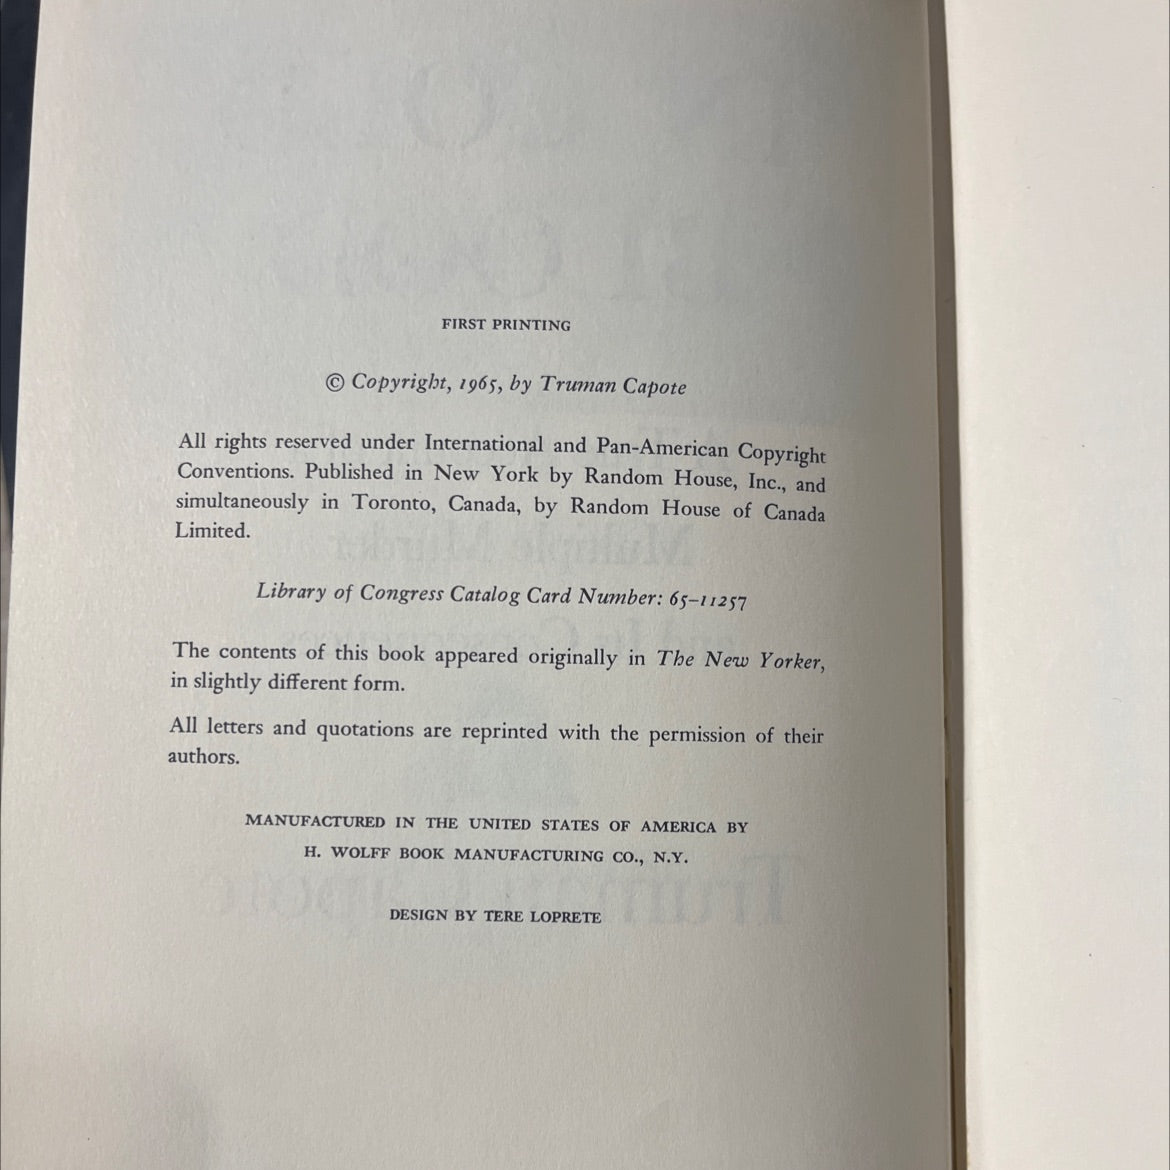 FIRST PRINTING
© Copyright, 1965, by Truman Capote
All rights reserved under International and Pan-American Copyright
Conventions. Published in New York by Random House, Inc., and
simultaneously in Toronto, Canada, by Random House of Canada
Limited.
Library of Congress Catalog Card Number: 65–11257
The contents of this book appeared originally in The New Yorker,
in slightly different form.
All letters and quotations are reprinted with the permission of their
authors.
MANUFACTURED IN THE UNITED STATES OF AMERICA BY
H. WOLFF BOOK MANUFACTURING CO., N.Y.
DESIGN BY TERE LOPRETE